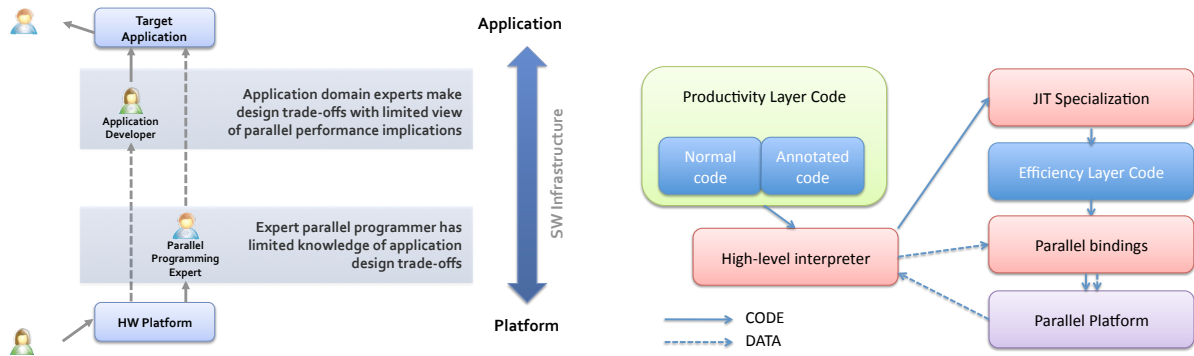 Target
Application
Application domain experts make
design trade-offs with limited view
of parallel performance implications
Application
Developer
Expert parallel programmer has
limited knowledge of application
design trade-offs
Parallel
Programming
Expert
HW Platform
Application
SW Infrastructure
Platform
Productivity Layer Code
Normal
code
Annotated
code
High-level interpreter
JIT Specialization
Efficiency Layer Code
Parallel bindings
Parallel Platform
CODE
DATA